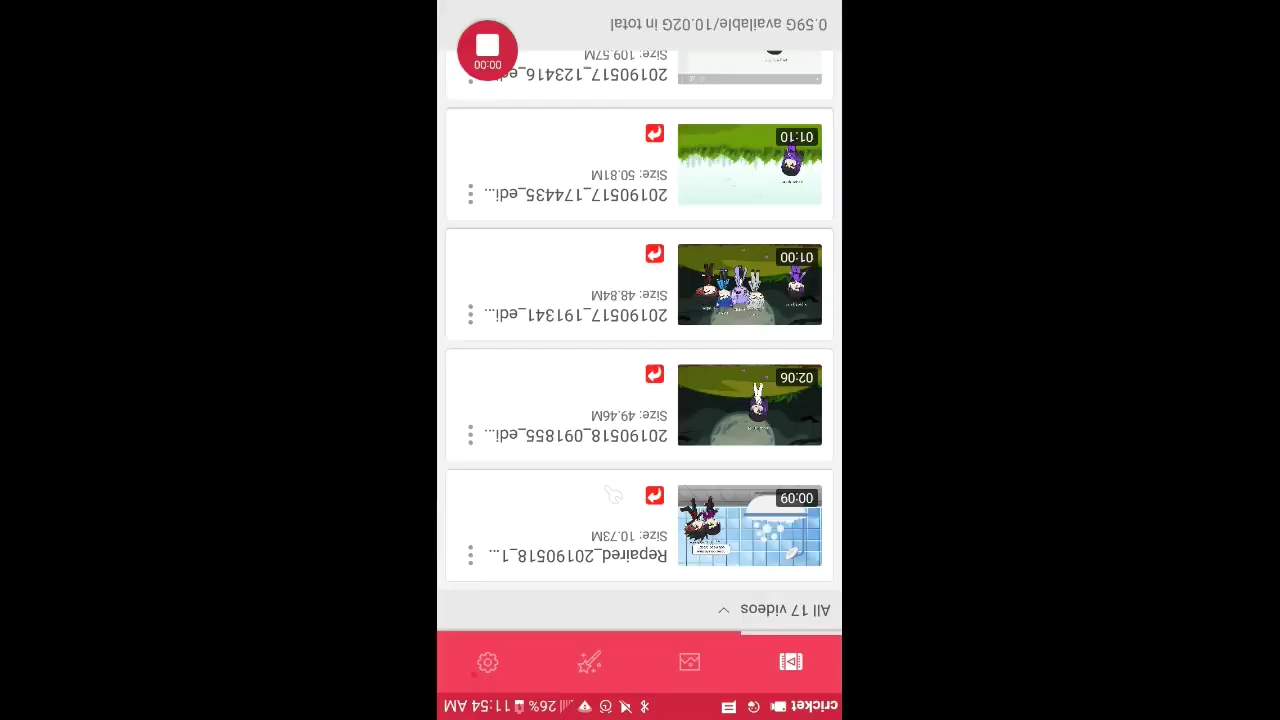 cricket 26% 11:54 AM
All 17 videos
00:09
Repaired_20190518_1...
Size: 10.73M
02:06
20190518_091855_edi...
Size: 49.46M
01:00
20190517_191341_edi...
Size: 48.84M
01:10
20190517_174435_edi...
Size: 50.81M
20190517_123416_edi
Size: 109.57M
00:00
0.59G available/10.02G in total